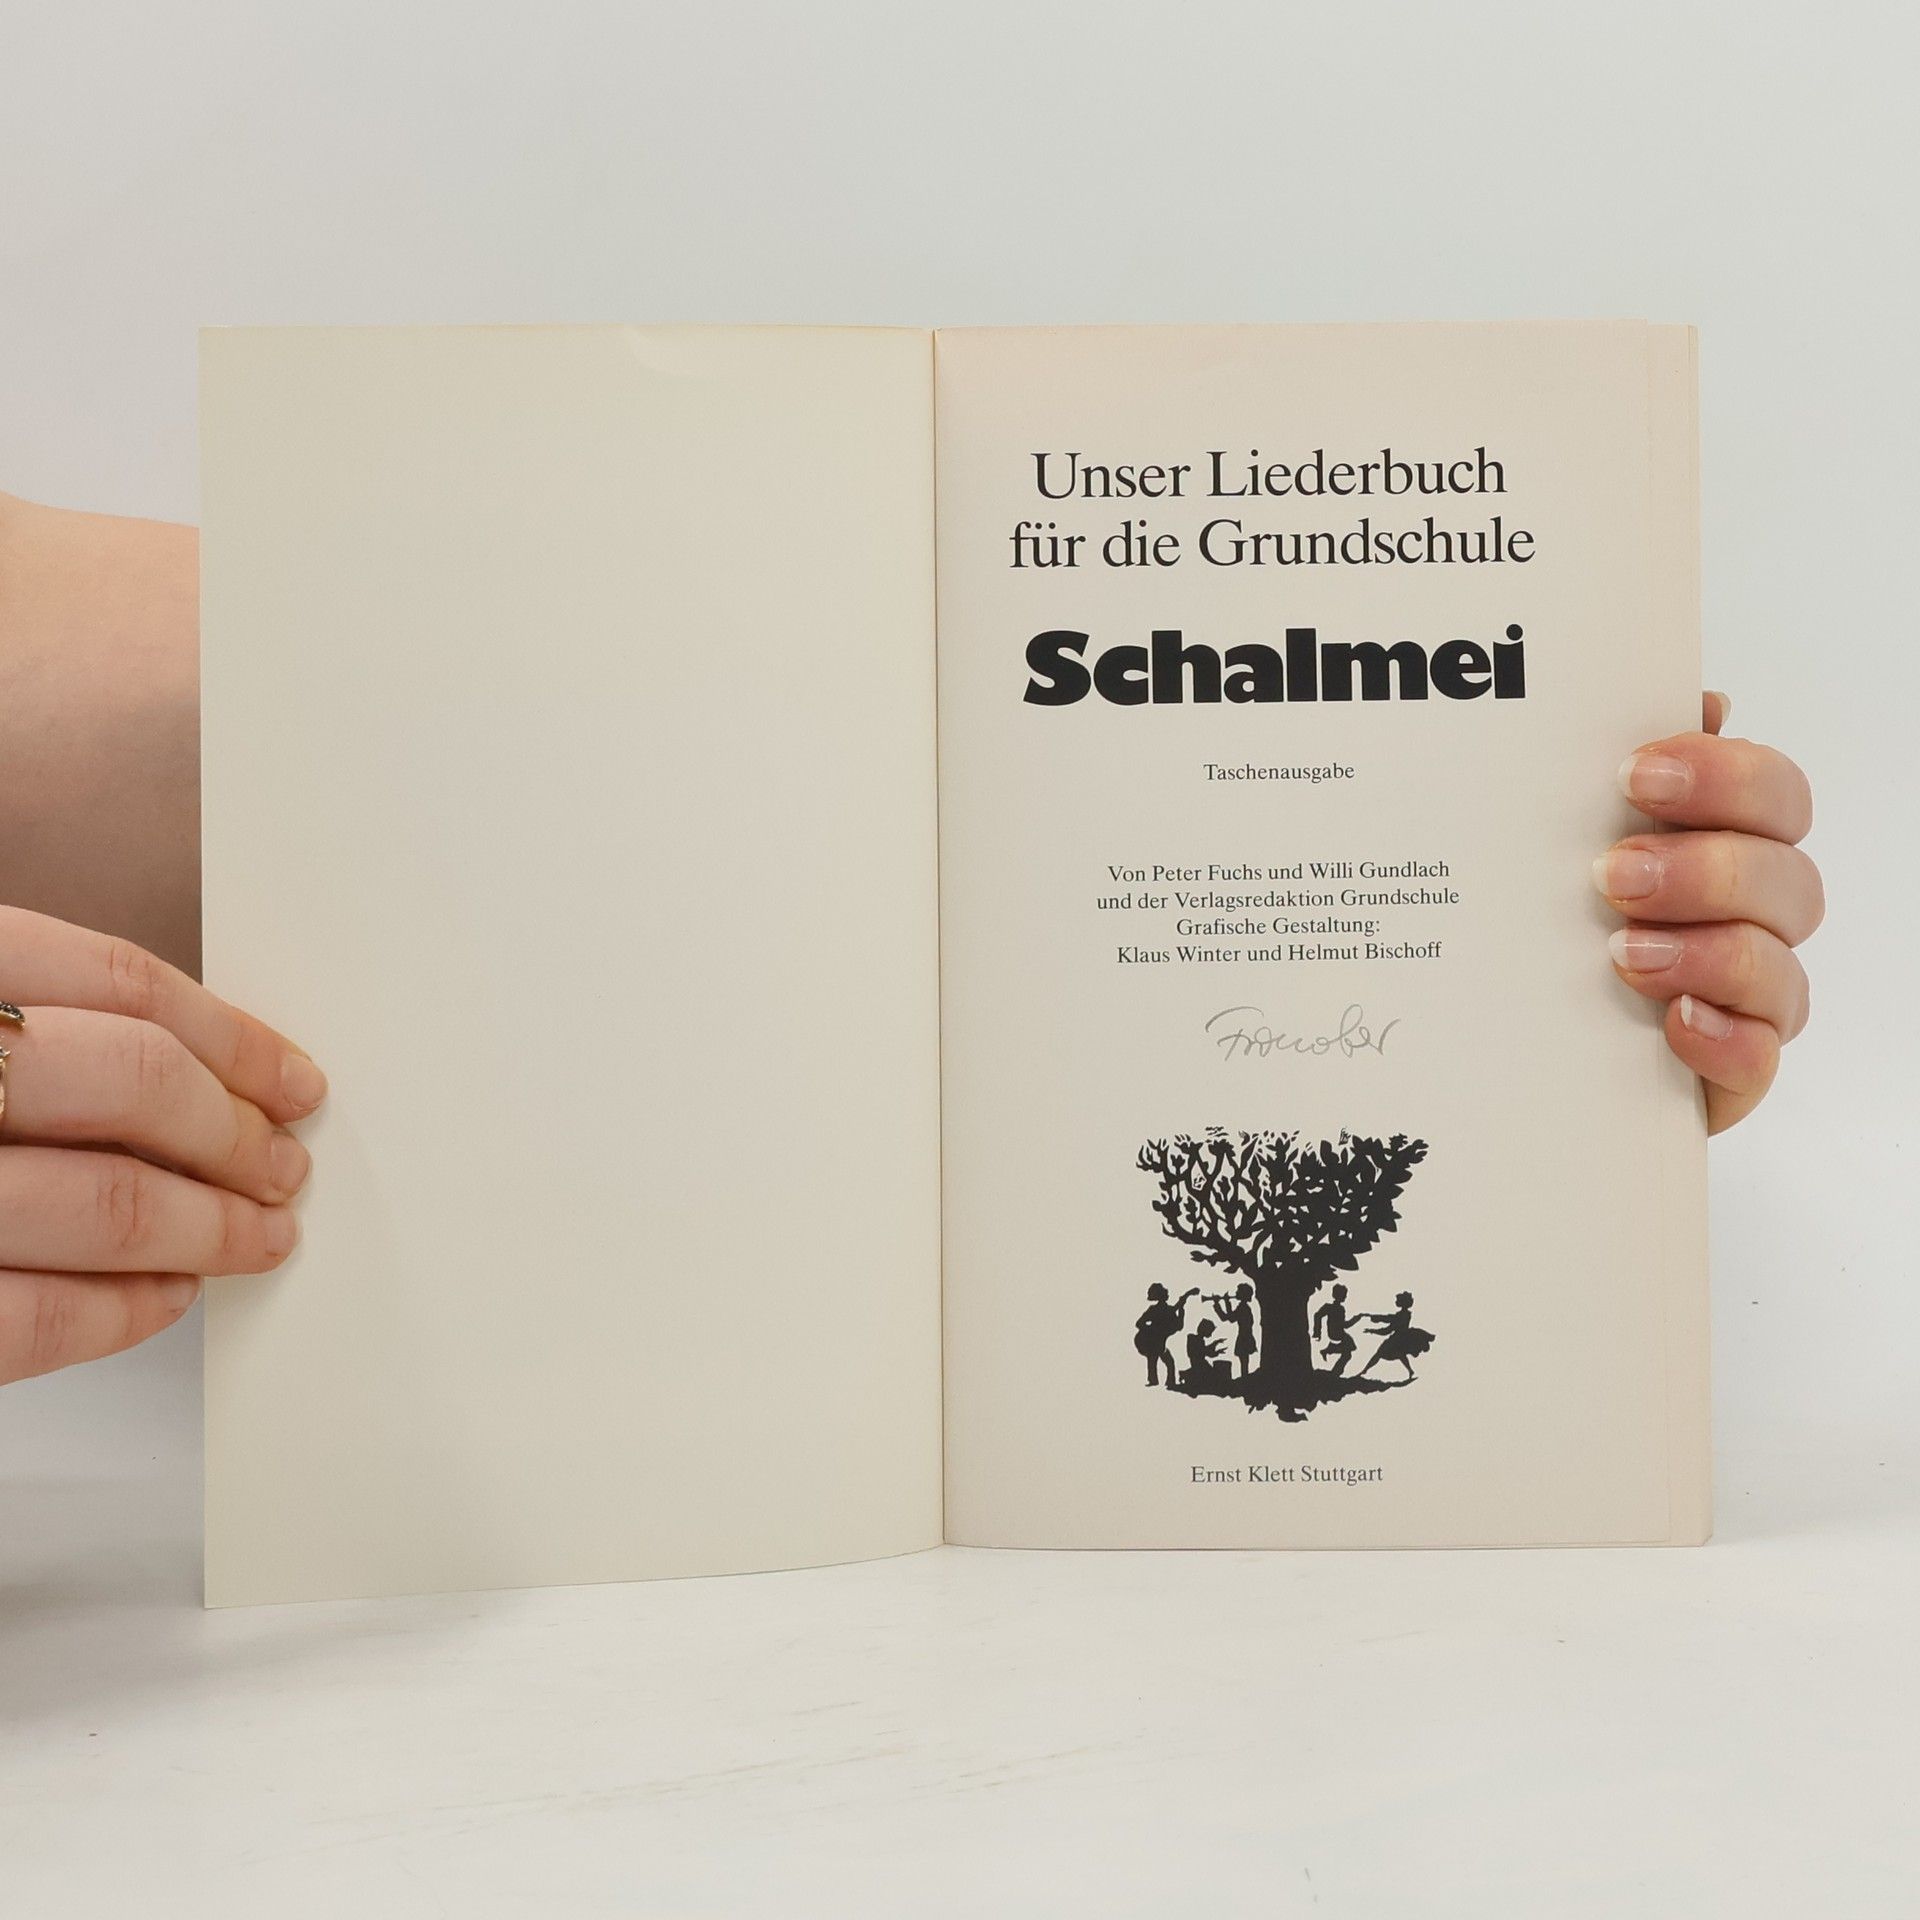 Unser Liederbuch
für die Grundschule
Schalmei
Taschenausgabe
Von Peter Fuchs und Willi Gundlach
und der Verlagsredaktion Grundschule
Grafische Gestaltung:
Klaus Winter und Helmut Bischoff
Ernst Klett Stuttgart